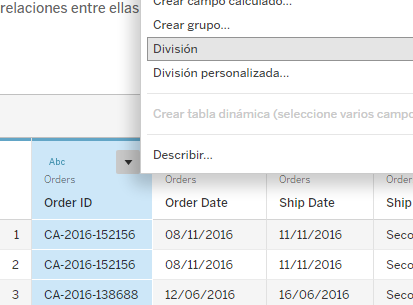 Crear campo calculado...
relaciones entre ellas
Crear grupo...
División
División personalizada...
Crear tabla dinámica (seleccione varios campo
Describir...
Abc
Orders Orders Orders Orders
Order ID Order Date Ship Date Ship
1 CA-2016-152156 08/11/2016 11/11/2016 Seco
2 CA-2016-152156 08/11/2016 11/11/2016 Seco
3 CA-2016-138688 12/06/2016 16/06/2016 Seco